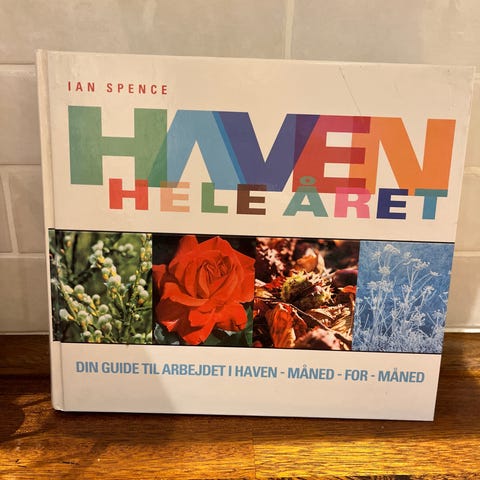 IAN SPENCE
HAVEN
HELE ÅRET
DIN GUIDE TIL ARBEJDET I HAVEN - MÅNED - FOR - MÅNED